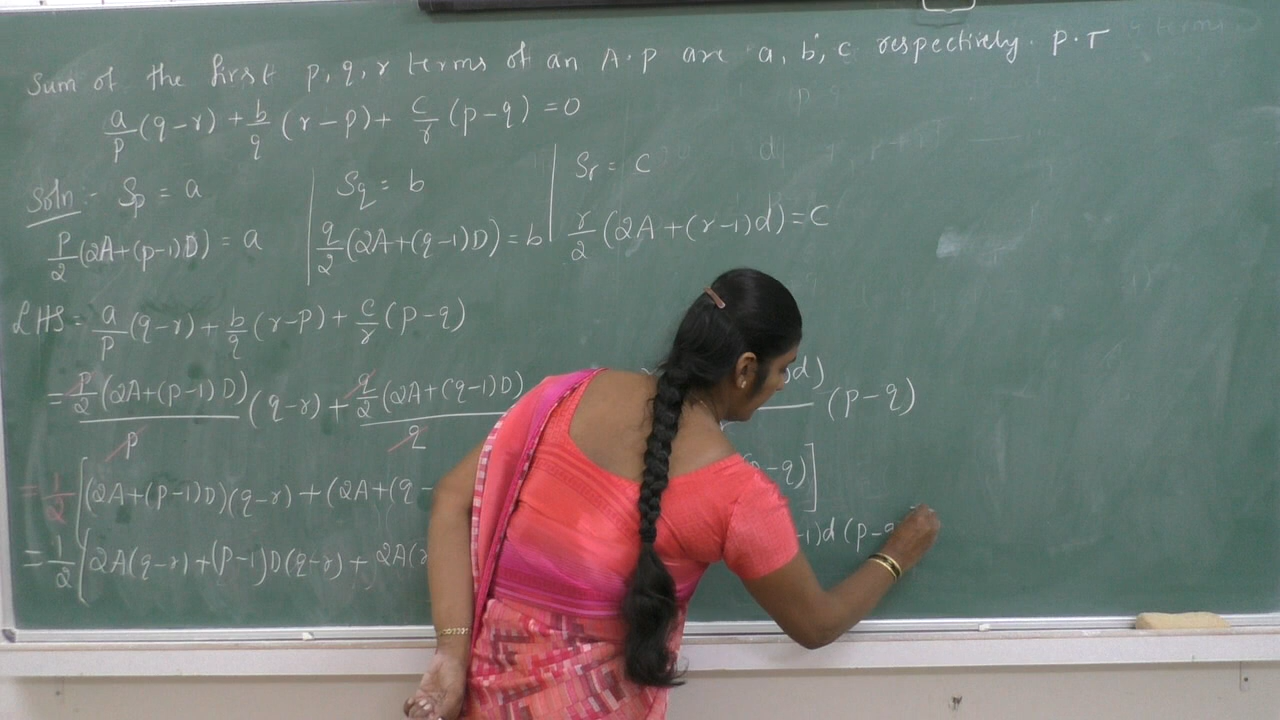 Sum of the first p, q, r terms of an A.P are a, b, c respectively. P.T
a/p (q-r) + b/q (r-p) + c/r (p-q) = 0
Soln:- Sp = a | Sq = b | Sr = c
p/2 (2A+(p-1)D) = a | q/2 (2A+(q-1)D) = b | r/2 (2A+(r-1)d) = c
LHS = a/p (q-r) + b/q (r-p) + c/r (p-q)
= p/2 (2A+(p-1)D)/p (q-r) + q/2 (2A+(q-1)D)/q d) (p-q)
= 1/2 [(2A+(p-1)D)(q-r) + (2A+(q- -q)]
= 1/2 [2A(q-r)+(p-1)D(q-r)+ 2A(r -1)d(p-q